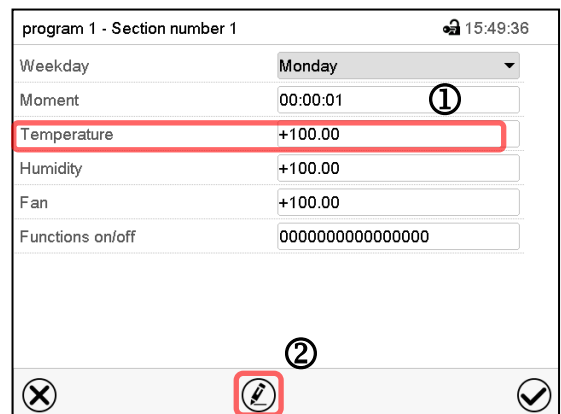 program 1 - Section number 1 15:49:36
Weekday Monday
Moment 00:00:01 ①
Temperature +100.00
Humidity +100.00
Fan +100.00
Functions on/off 0000000000000000
②